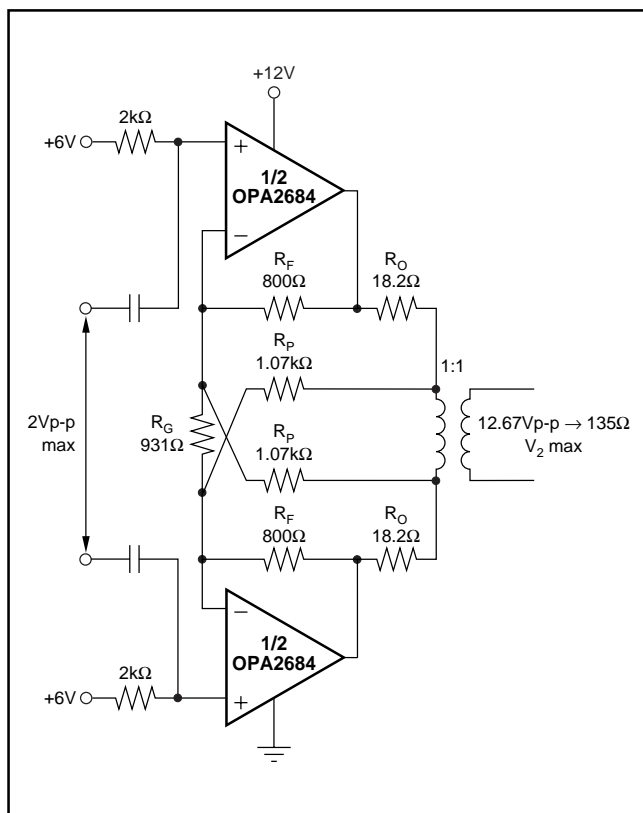 +12V
2kΩ
+6V
+
1/2
OPA2684
−
R_F
800Ω
R_O
18.2Ω
R_P
1.07kΩ
1:1
2Vp-p
max
R_G
931Ω
12.67Vp-p → 135Ω
V_2 max
R_P
1.07kΩ
R_F
800Ω
R_O
18.2Ω
−
1/2
OPA2684
+
2kΩ
+6V